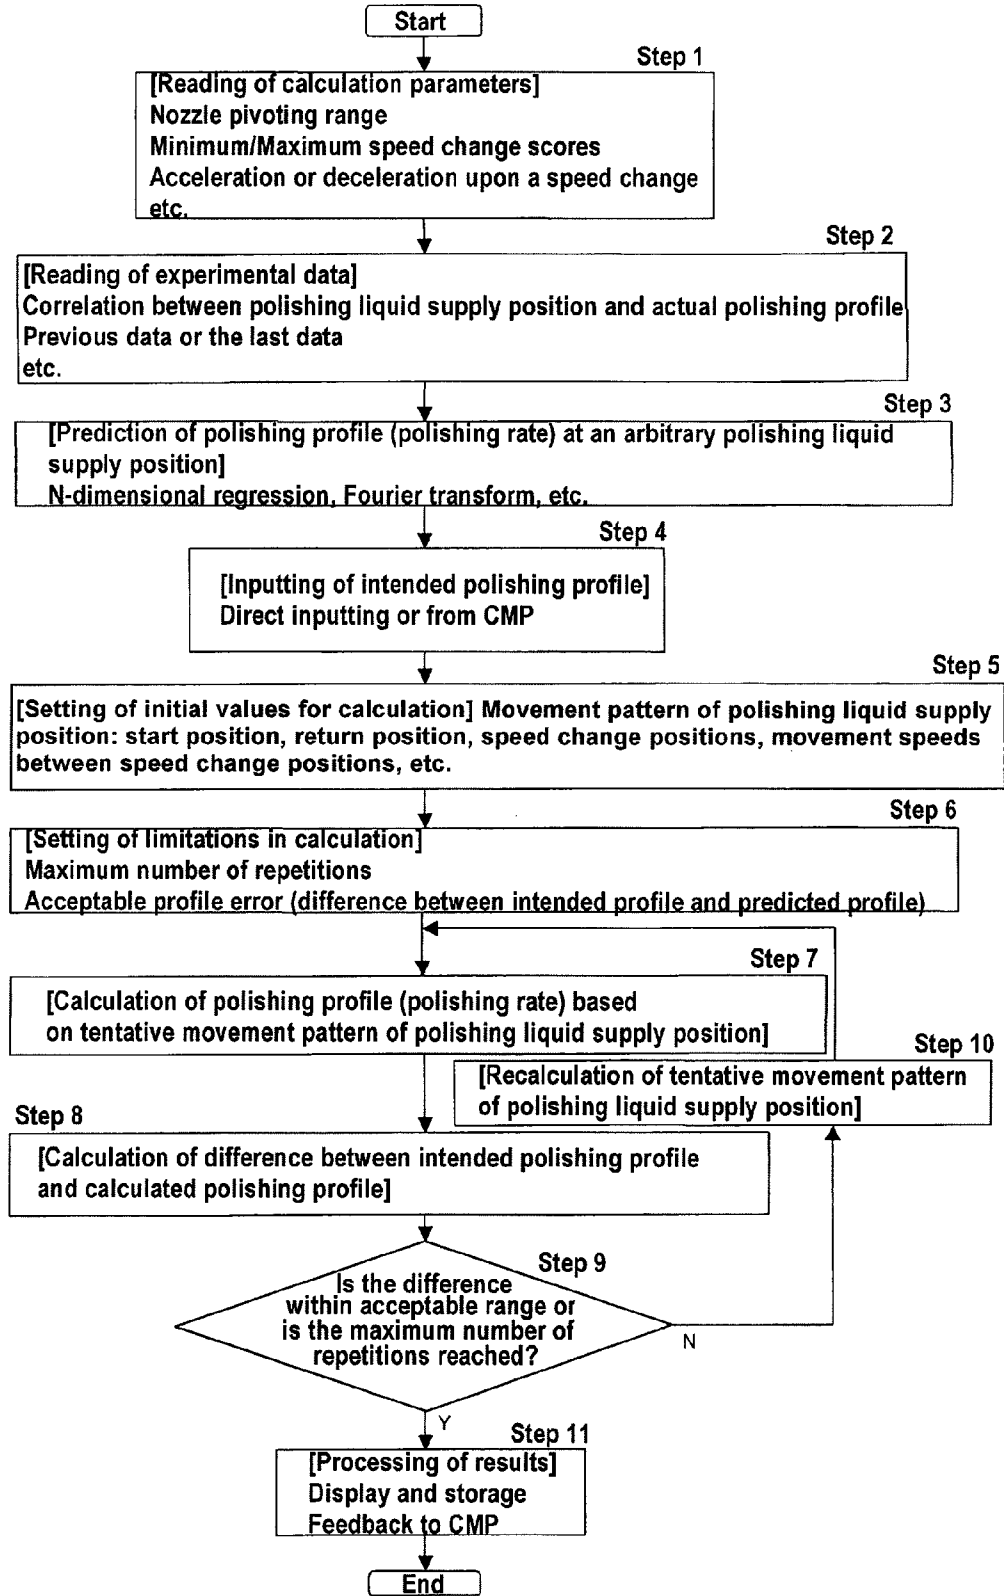 Start
Step 1
[Reading of calculation parameters]
Nozzle pivoting range
Minimum/Maximum speed change scores
Acceleration or deceleration upon a speed change
etc.
Step 2
[Reading of experimental data]
Correlation between polishing liquid supply position and actual polishing profile
Previous data or the last data
etc.
Step 3
[Prediction of polishing profile (polishing rate) at an arbitrary polishing liquid
supply position]
N-dimensional regression, Fourier transform, etc.
Step 4
[Inputting of intended polishing profile]
Direct inputting or from CMP
Step 5
[Setting of initial values for calculation] Movement pattern of polishing liquid supply
position: start position, return position, speed change positions, movement speeds
between speed change positions, etc.
Step 6
[Setting of limitations in calculation]
Maximum number of repetitions
Acceptable profile error (difference between intended profile and predicted profile)
Step 7
[Calculation of polishing profile (polishing rate) based
on tentative movement pattern of polishing liquid supply position]
Step 10
[Recalculation of tentative movement pattern
of polishing liquid supply position]
Step 8
[Calculation of difference between intended polishing profile
and calculated polishing profile]
Step 9
Is the difference
within acceptable range or
is the maximum number of
repetitions reached?
N
Y
Step 11
[Processing of results]
Display and storage
Feedback to CMP
End